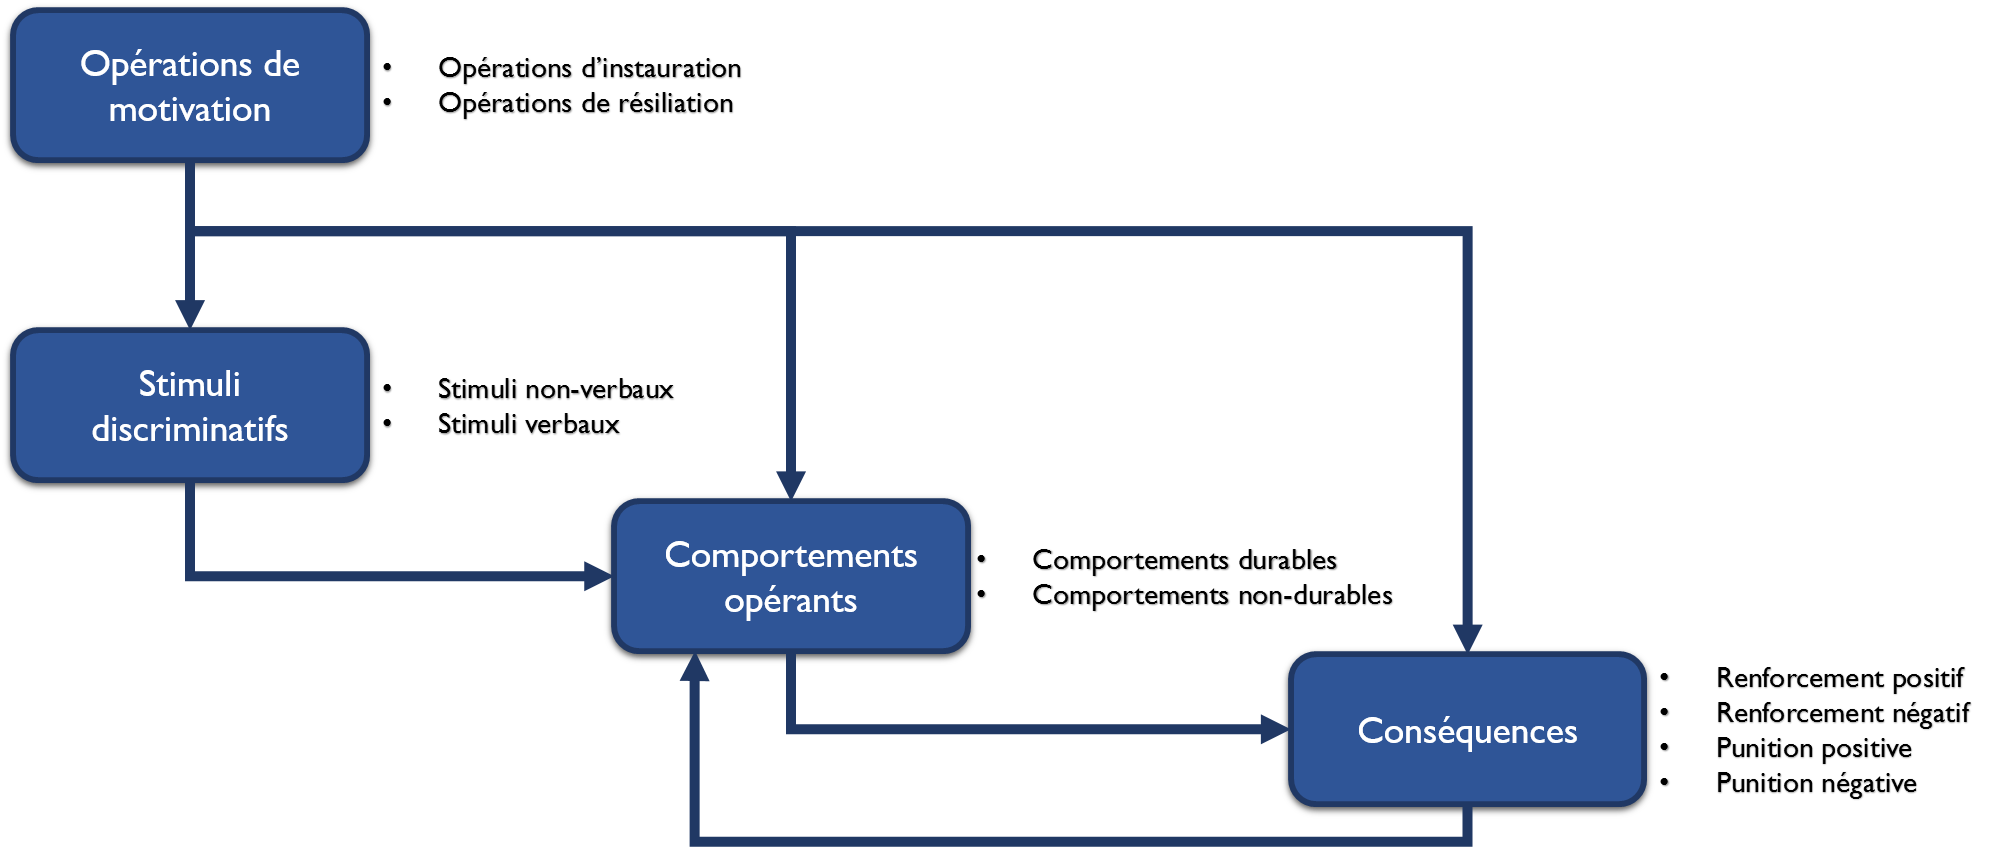 Opérations de
motivation
• Opérations d’instauration
• Opérations de résiliation
Stimuli
discriminatifs
• Stimuli non-verbaux
• Stimuli verbaux
Comportements
opérants
• Comportements durables
• Comportements non-durables
Conséquences
• Renforcement positif
• Renforcement négatif
• Punition positive
• Punition négative